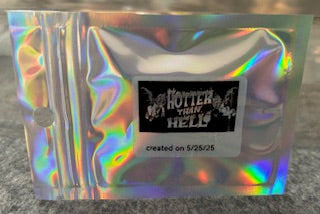 HOTTER
THAN
HELL
created on 5/25/25